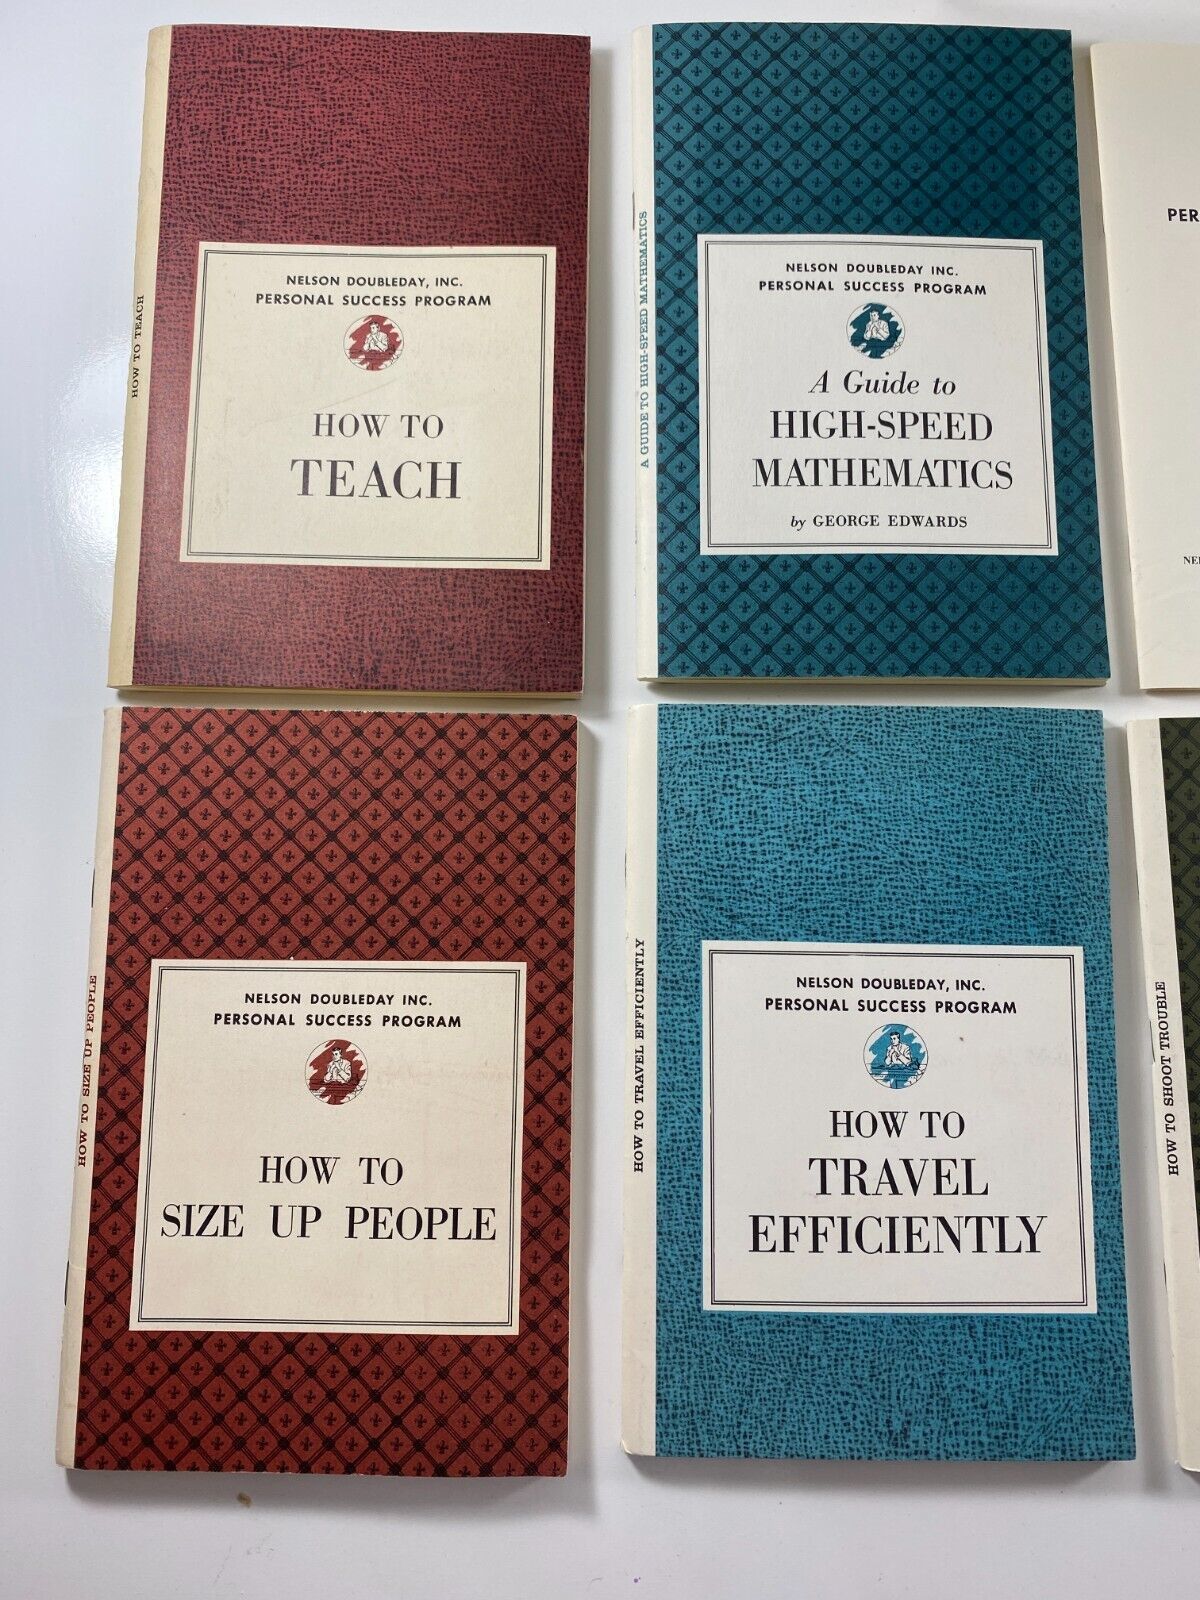 HOW TO TEACH
NELSON DOUBLEDAY, INC.
PERSONAL SUCCESS PROGRAM
HOW TO
TEACH
A GUIDE TO HIGH-SPEED MATHEMATICS
NELSON DOUBLEDAY INC.
PERSONAL SUCCESS PROGRAM
A Guide to
HIGH-SPEED
MATHEMATICS
by GEORGE EDWARDS
PER
NE
HOW TO SIZE UP PEOPLE
NELSON DOUBLEDAY INC.
PERSONAL SUCCESS PROGRAM
HOW TO
SIZE UP PEOPLE
HOW TO TRAVEL EFFICIENTLY
NELSON DOUBLEDAY, INC.
PERSONAL SUCCESS PROGRAM
HOW TO
TRAVEL
EFFICIENTLY
HOW TO SHOOT TROUBLE